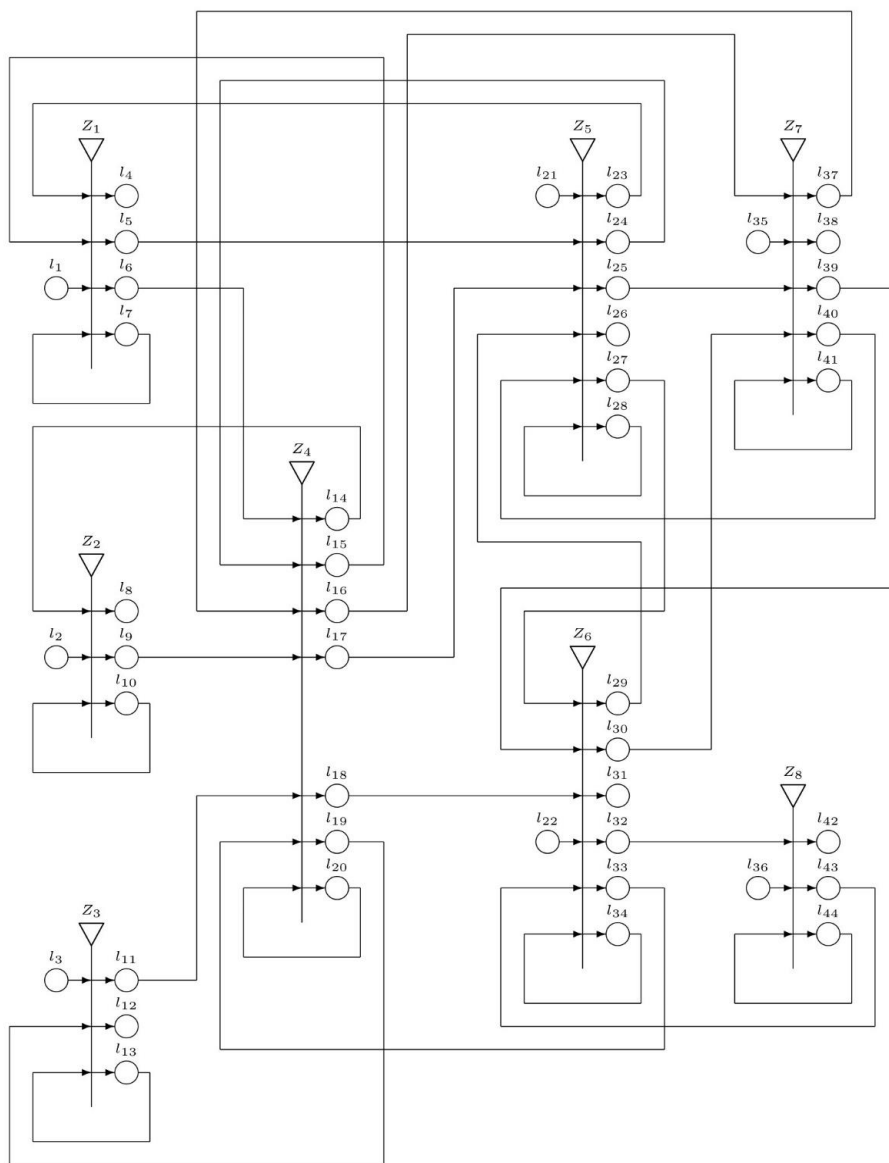 Z₁ Z₅ Z₇
l₄ l₂₁ l₂₃ l₃₇
l₅ l₂₄ l₃₅ l₃₈
l₁ l₆ l₂₅ l₃₉
l₇ l₂₆ l₄₀
l₂₇ l₄₁
l₂₈
Z₄
l₁₄
Z₂ l₁₅
l₈ l₁₆
l₂ l₉ l₁₇ Z₆
l₁₀ l₂₉
l₃₀
l₁₈ l₃₁ Z₈
l₁₉ l₂₂ l₃₂ l₄₂
l₂₀ l₃₃ l₃₆ l₄₃
Z₃ l₃₄ l₄₄
l₃ l₁₁
l₁₂
l₁₃